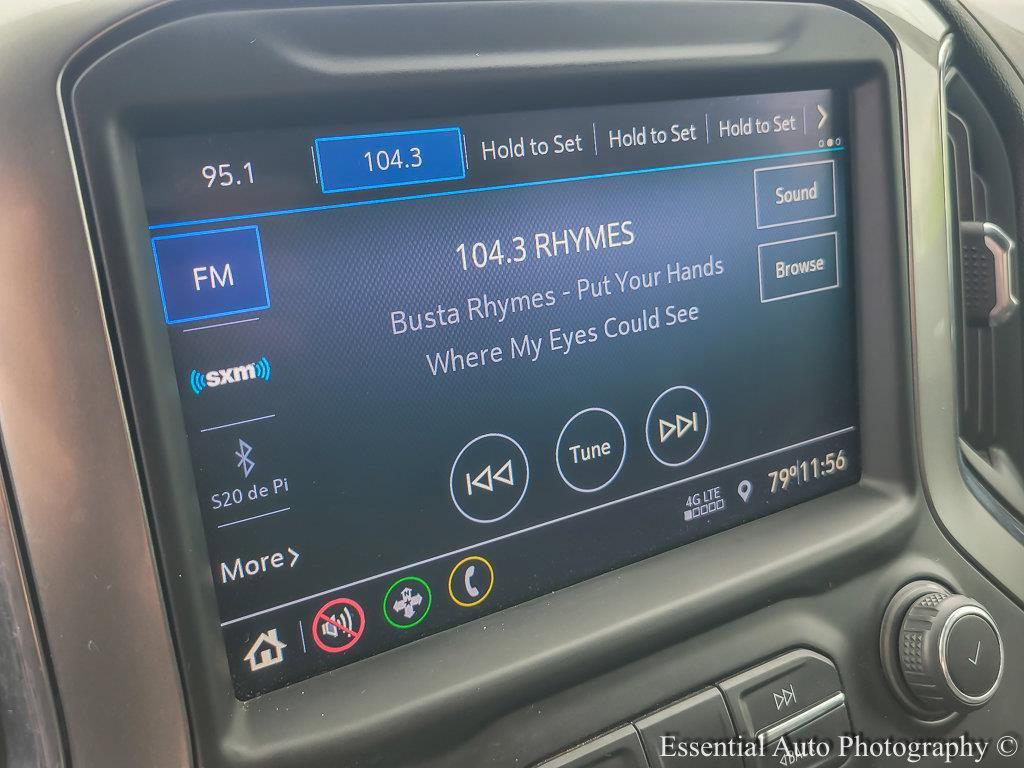 95.1
104.3
Hold to Set
Hold to Set
Hold to Set
Sound
FM
104.3 RHYMES
Browse
Busta Rhymes - Put Your Hands
Where My Eyes Could See
sxm
S20 de Pi
Tune
More
4G LTE
79° 11:56
Essential Auto Photography ©